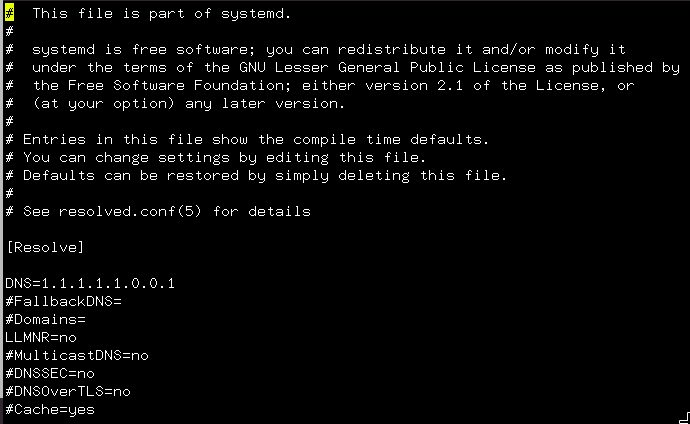 #  This file is part of systemd.
#
#  systemd is free software; you can redistribute it and/or modify it
#  under the terms of the GNU Lesser General Public License as published by
#  the Free Software Foundation; either version 2.1 of the License, or
#  (at your option) any later version.
#
# Entries in this file show the compile time defaults.
# You can change settings by editing this file.
# Defaults can be restored by simply deleting this file.
#
# See resolved.conf(5) for details
[Resolve]
DNS=1.1.1.1.1.0.0.1
#FallbackDNS=
#Domains=
LLMNR=no
#MulticastDNS=no
#DNSSEC=no
#DNSOverTLS=no
#Cache=yes